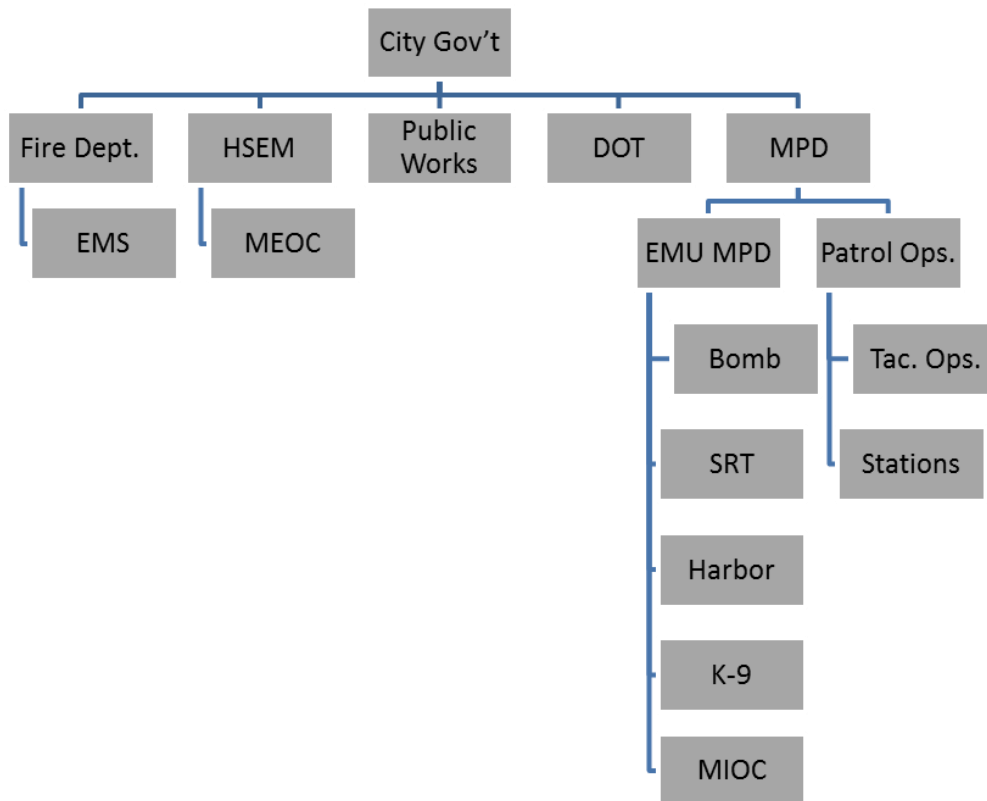 City Gov’t
Fire Dept.
HSEM
Public
Works
DOT
MPD
EMS
MEOC
EMU MPD
Patrol Ops.
Bomb
Tac. Ops.
SRT
Stations
Harbor
K-9
MIOC